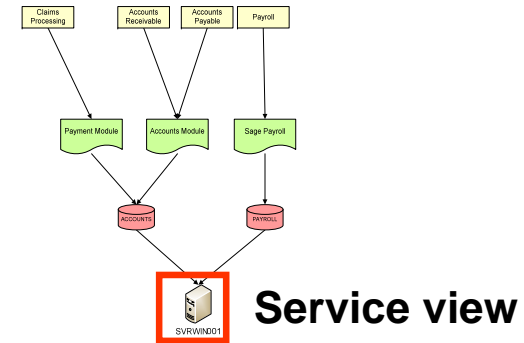 Claims
Processing
Accounts
Receivable
Accounts
Payable
Payroll
Payment Module
Accounts Module
Sage Payroll
ACCOUNTS
PAYROLL
SVRWIN001
Service view